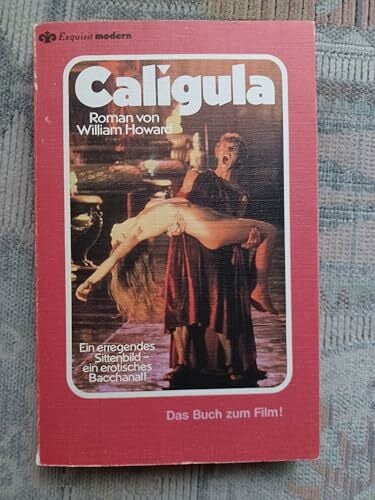 Exquisit modern
Caligula
Roman von
William Howard
Ein erregendes
Sittenbild –
ein erotisches
Bacchanal!
Das Buch zum Film!